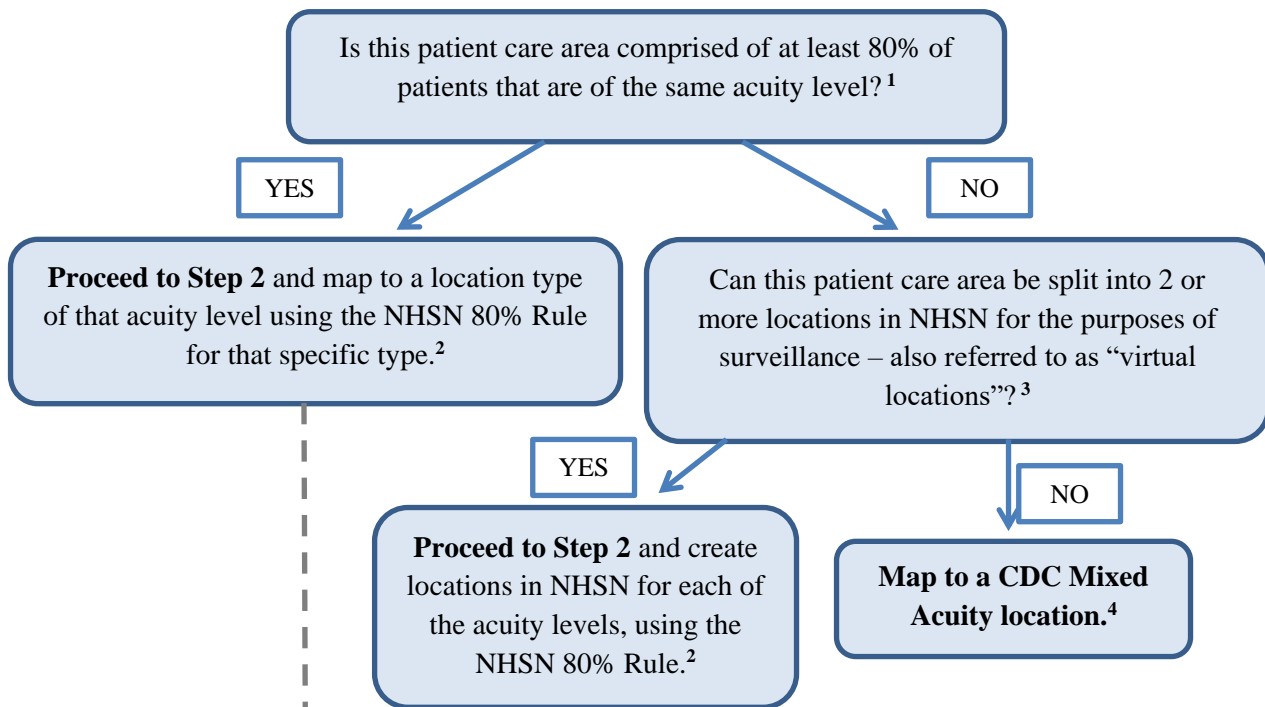 Is this patient care area comprised of at least 80% of
patients that are of the same acuity level? 1
YES
NO
Proceed to Step 2 and map to a location type
of that acuity level using the NHSN 80% Rule
for that specific type.2
Can this patient care area be split into 2 or
more locations in NHSN for the purposes of
surveillance – also referred to as “virtual
locations”? 3
YES
NO
Proceed to Step 2 and create
locations in NHSN for each of
the acuity levels, using the
NHSN 80% Rule.2
Map to a CDC Mixed
Acuity location.4